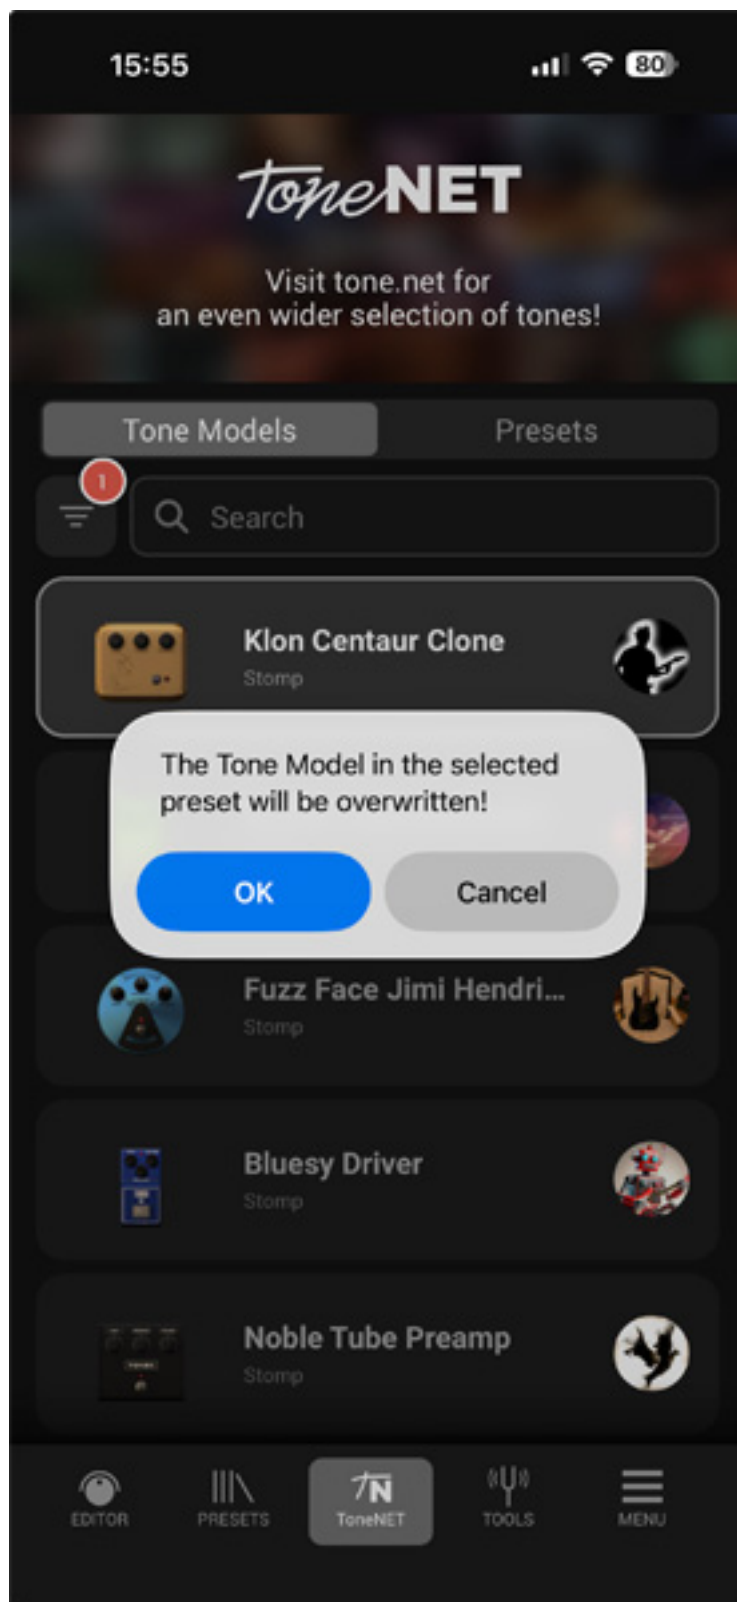 15:55
80
ToneNET
Visit tone.net for
an even wider selection of tones!
Tone Models
Presets
1
Search
Klon Centaur Clone
Stomp
The Tone Model in the selected
preset will be overwritten!
OK
Cancel
Fuzz Face Jimi Hendri...
Stomp
Bluesy Driver
Stomp
Noble Tube Preamp
Stomp
TN
EDITOR
PRESETS
ToneNET
TOOLS
MENU